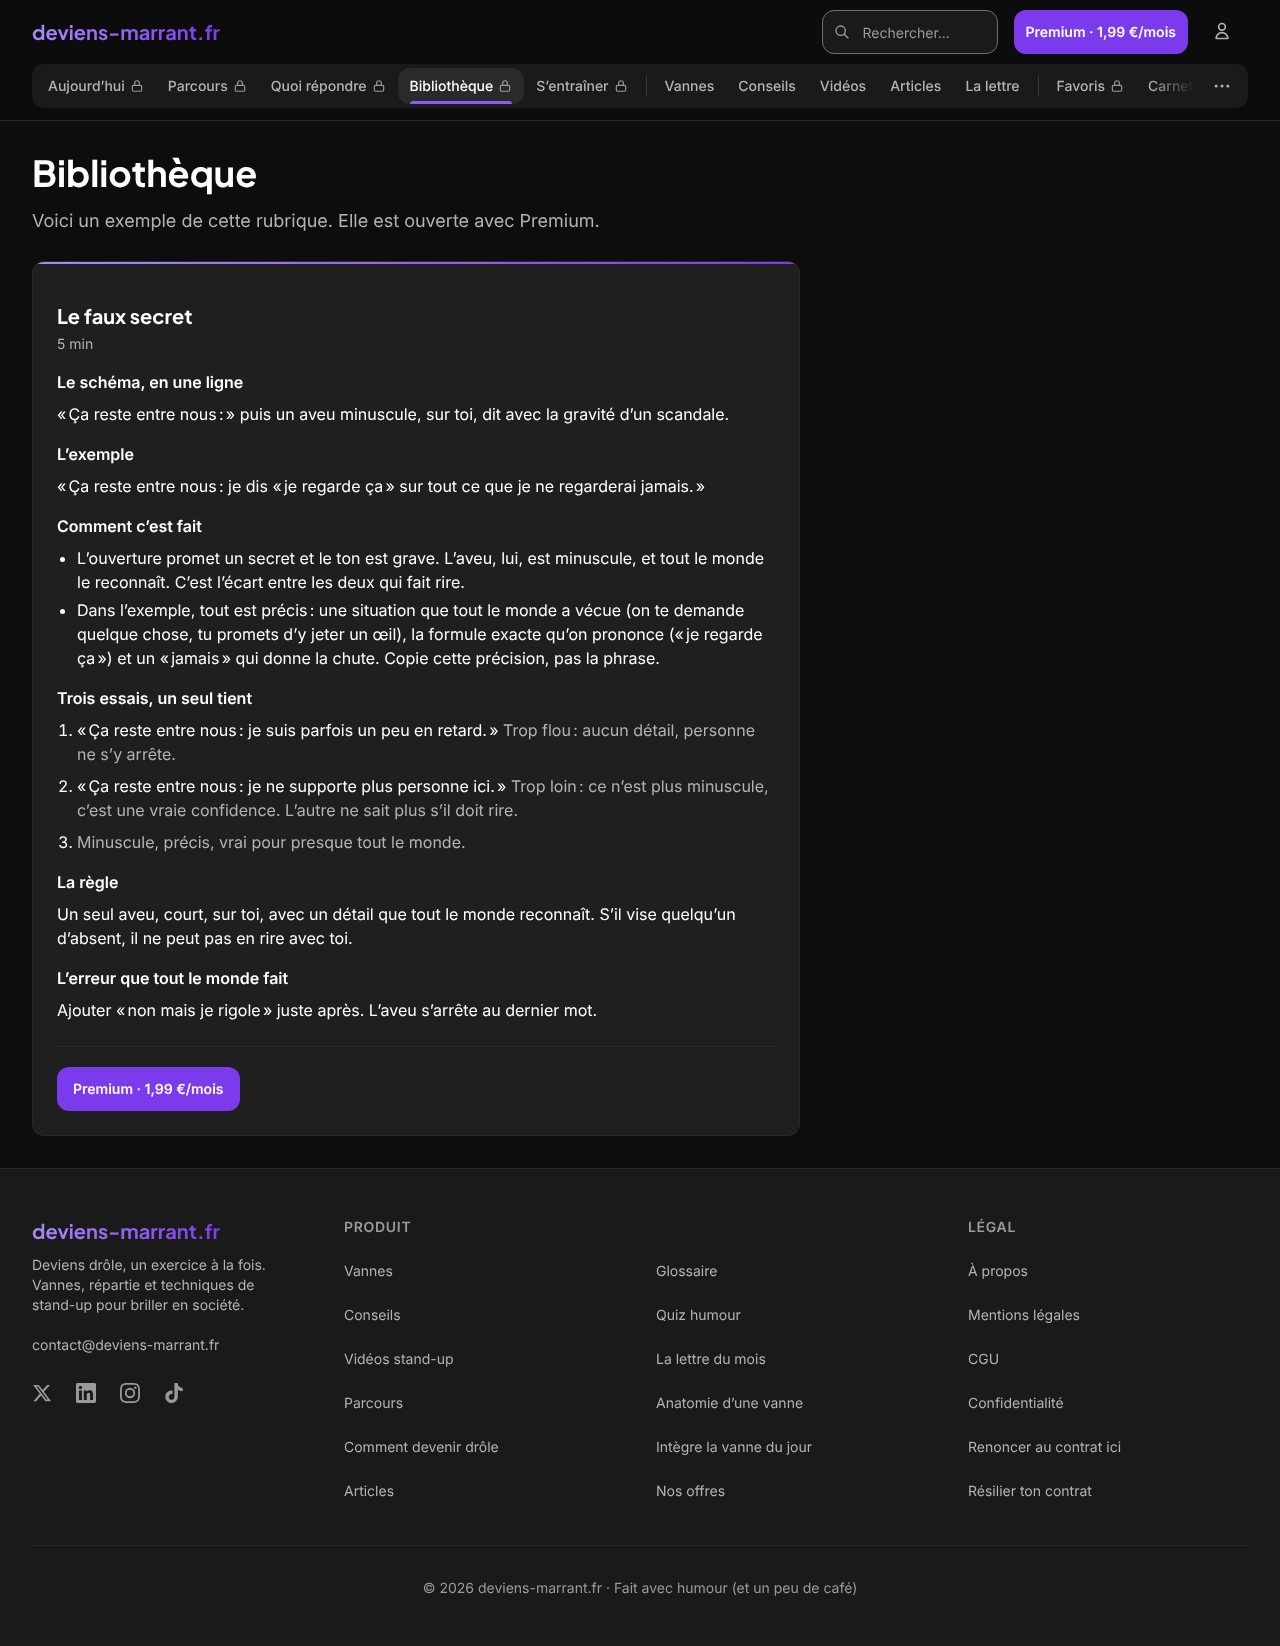 deviens-marrant.fr
Rechercher...
Premium · 1,99 €/mois
Aujourd’hui
Parcours
Quoi répondre
Bibliothèque
S’entraîner
Vannes
Conseils
Vidéos
Articles
La lettre
Favoris
Carnet
Bibliothèque
Voici un exemple de cette rubrique. Elle est ouverte avec Premium.
Le faux secret
5 min
Le schéma, en une ligne
« Ça reste entre nous : » puis un aveu minuscule, sur toi, dit avec la gravité d’un scandale.
L’exemple
« Ça reste entre nous : je dis « je regarde ça » sur tout ce que je ne regarderai jamais. »
Comment c’est fait
• L’ouverture promet un secret et le ton est grave. L’aveu, lui, est minuscule, et tout le monde
le reconnaît. C’est l’écart entre les deux qui fait rire.
• Dans l’exemple, tout est précis : une situation que tout le monde a vécue (on te demande
quelque chose, tu promets d’y jeter un œil), la formule exacte qu’on prononce (« je regarde
ça ») et un « jamais » qui donne la chute. Copie cette précision, pas la phrase.
Trois essais, un seul tient
1. « Ça reste entre nous : je suis parfois un peu en retard. » Trop flou : aucun détail, personne
ne s’y arrête.
2. « Ça reste entre nous : je ne supporte plus personne ici. » Trop loin : ce n’est plus minuscule,
c’est une vraie confidence. L’autre ne sait plus s’il doit rire.
3. Minuscule, précis, vrai pour presque tout le monde.
La règle
Un seul aveu, court, sur toi, avec un détail que tout le monde reconnaît. S’il vise quelqu’un
d’absent, il ne peut pas en rire avec toi.
L’erreur que tout le monde fait
Ajouter « non mais je rigole » juste après. L’aveu s’arrête au dernier mot.
Premium · 1,99 €/mois
deviens-marrant.fr
Deviens drôle, un exercice à la fois.
Vannes, répartie et techniques de
stand-up pour briller en société.
contact@deviens-marrant.fr
PRODUIT
Vannes
Conseils
Vidéos stand-up
Parcours
Comment devenir drôle
Articles
Glossaire
Quiz humour
La lettre du mois
Anatomie d’une vanne
Intègre la vanne du jour
Nos offres
LÉGAL
À propos
Mentions légales
CGU
Confidentialité
Renoncer au contrat ici
Résilier ton contrat
© 2026 deviens-marrant.fr · Fait avec humour (et un peu de café)